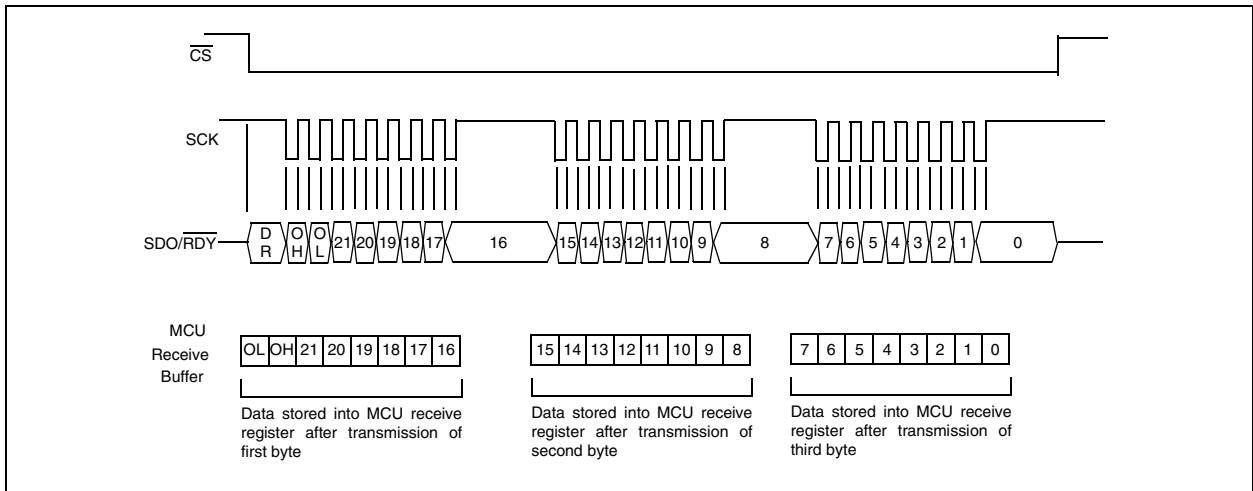 CS
SCK
SDO/RDY
DR OH OL 21 20 19 18 17 16 15 14 13 12 11 10 9 8 7 6 5 4 3 2 1 0
MCU
Receive
Buffer
OL OH 21 20 19 18 17 16
15 14 13 12 11 10 9 8
7 6 5 4 3 2 1 0
Data stored into MCU receive
register after transmission of
first byte
Data stored into MCU receive
register after transmission of
second byte
Data stored into MCU receive
register after transmission of
third byte